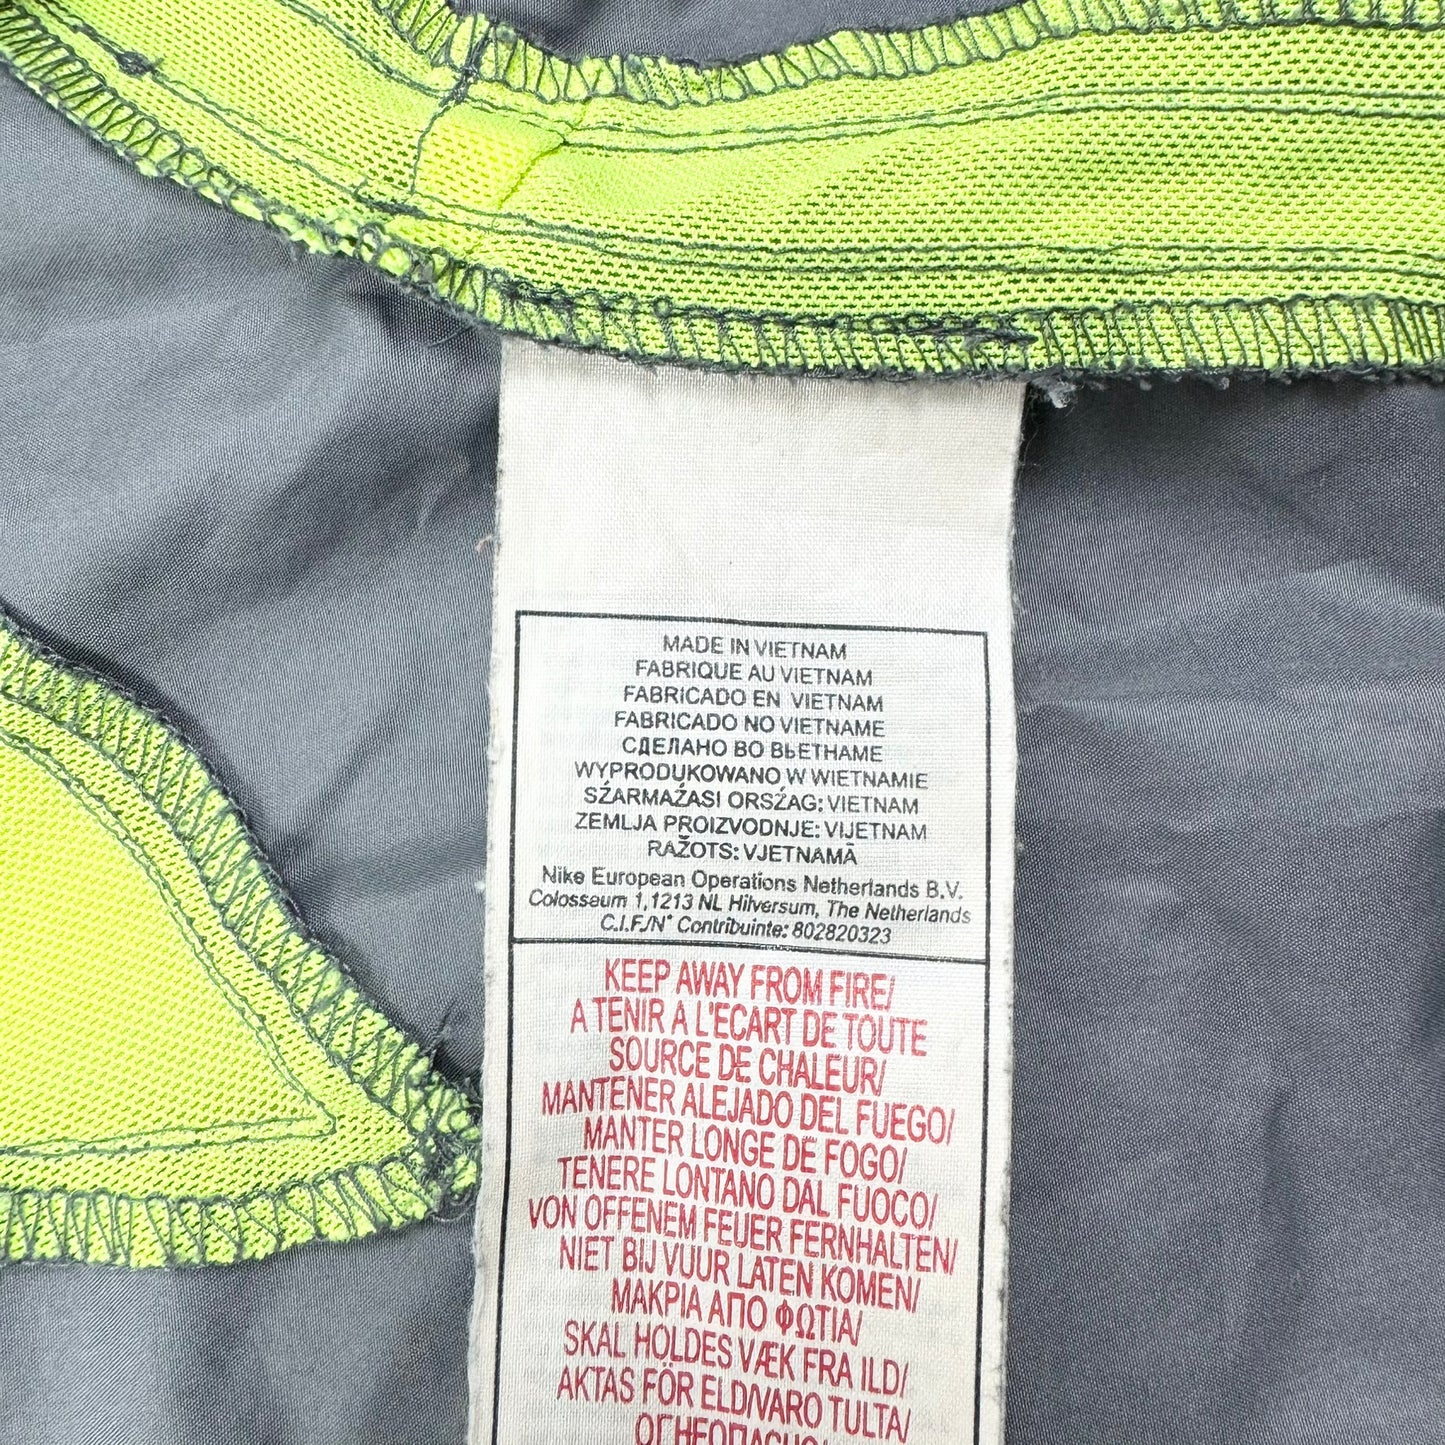 MADE IN VIETNAM
FABRIQUE AU VIETNAM
FABRICADO EN VIETNAM
FABRICADO NO VIETNAME
СДЕЛАНО ВО ВЬЕТНАМЕ
WYPRODUKOWANO W WIETNAMIE
SŹARMAŹASI ORSŹAG: VIETNAM
ZEMLJA PROIZVODNJE: VIJETNAM
RAŽOTS: VJETNAMĀ
Nike European Operations Netherlands B.V.
Colosseum 1, 1213 NL Hilversum, The Netherlands
C.I.F./N° Contribuinte: 802820323
KEEP AWAY FROM FIRE/
A TENIR A L'ECART DE TOUTE
SOURCE DE CHALEUR/
MANTENER ALEJADO DEL FUEGO/
MANTER LONGE DE FOGO/
TENERE LONTANO DAL FUOCO/
VON OFFENEM FEUER FERNHALTEN/
NIET BIJ VUUR LATEN KOMEN/
ΜΑΚΡΙΑ ΑΠΟ ΦΩΤΙΑ/
SKAL HOLDES VÆK FRA ILD/
AKTAS FÖR ELD/VARO TULTA/
ОГНЕОПАСНО/